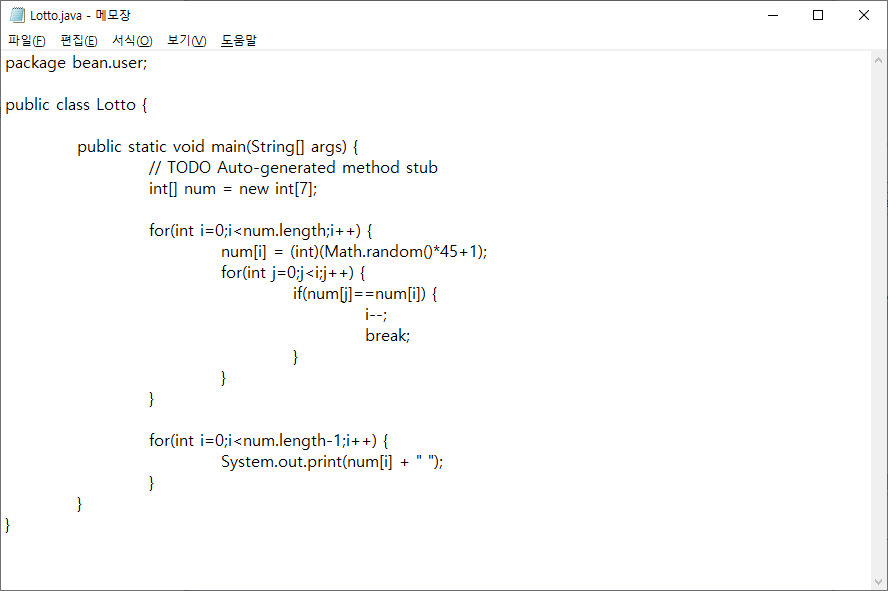 Lotto.java - 메모장
파일(F) 편집(E) 서식(O) 보기(V) 도움말
package bean.user;
public class Lotto {
public static void main(String[] args) {
// TODO Auto-generated method stub
int[] num = new int[7];
for(int i=0;i<num.length;i++) {
num[i] = (int)(Math.random()*45+1);
for(int j=0;j<i;j++) {
if(num[j]==num[i]) {
i--;
break;
}
}
}
for(int i=0;i<num.length-1;i++) {
System.out.print(num[i] + " ");
}
}
}